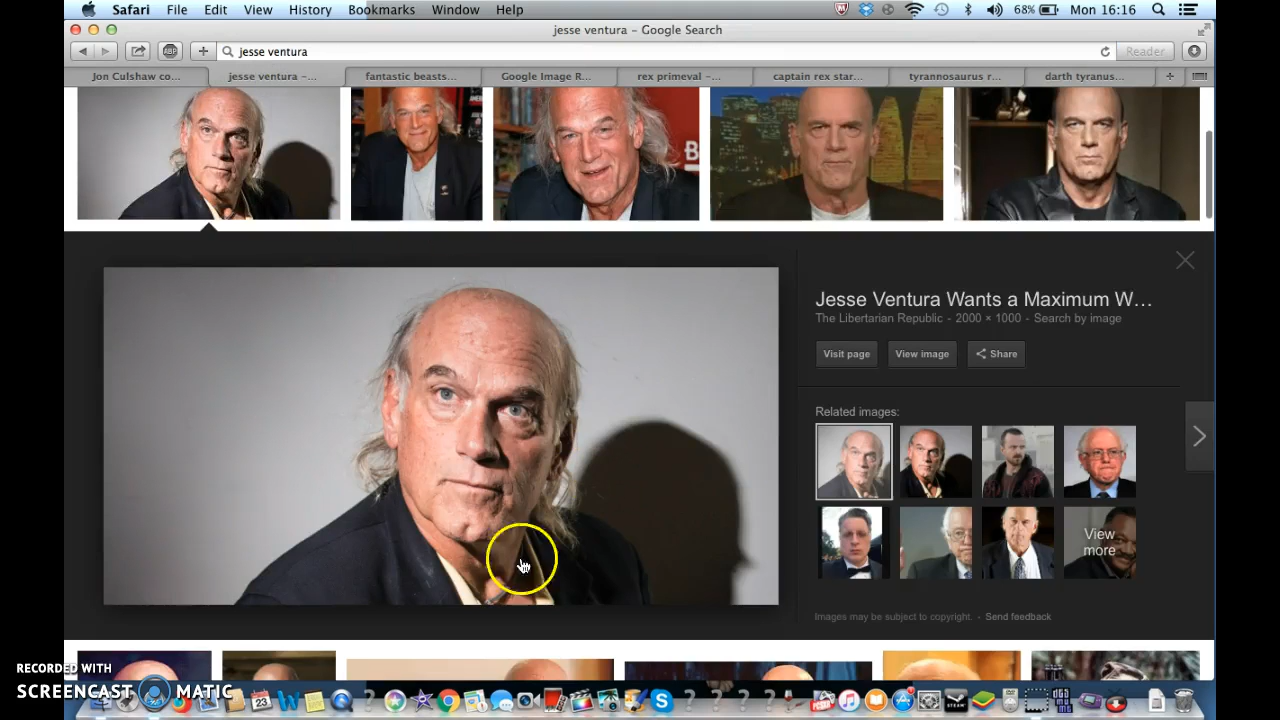 Safari File Edit View History Bookmarks Window Help 68% Mon 16:16
jesse ventura – Google Search
ABP + jesse ventura Reader
Jon Culshaw co... jesse ventura –... fantastic beasts... Google Image R... rex primeval –... captain rex star... tyrannosaurus r... darth tyranus... +
B
Jesse Ventura Wants a Maximum W...
The Libertarian Republic - 2000 × 1000 - Search by image
Visit page View image Share
Related images:
View
more
Images may be subject to copyright. - Send feedback
RECORDED WITH
SCREENCAST MATIC